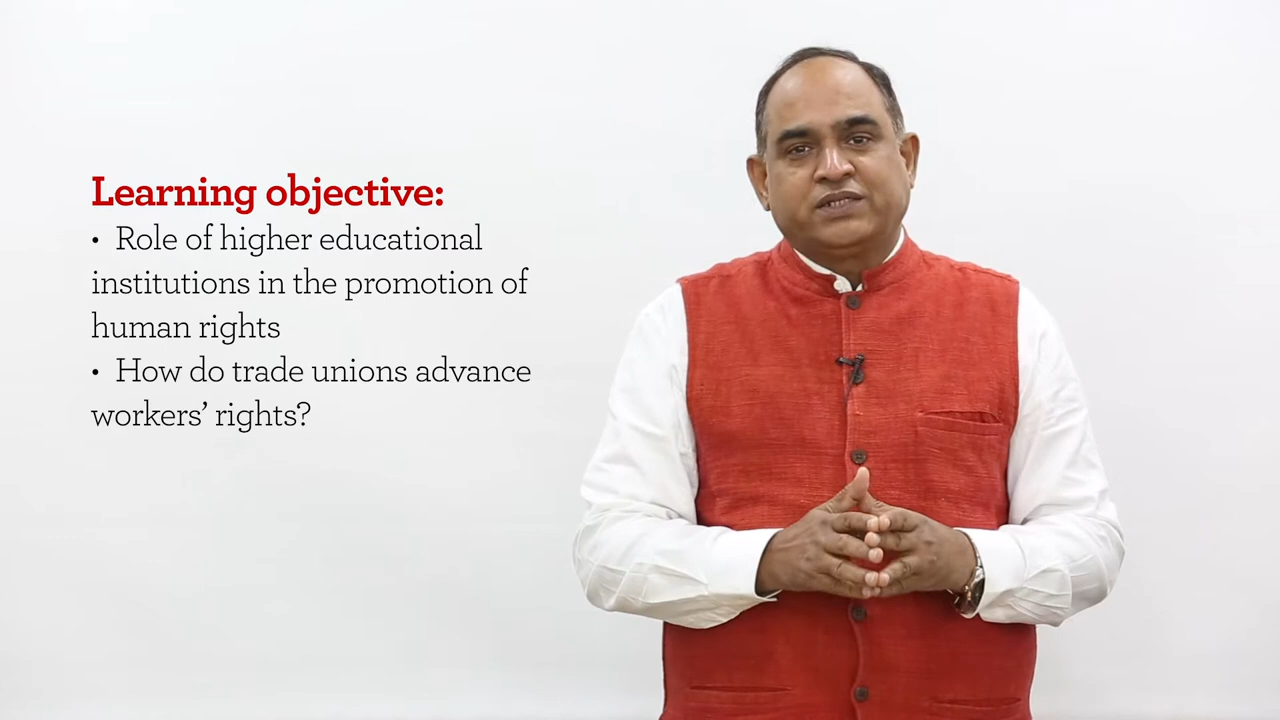 Learning objective:
• Role of higher educational
institutions in the promotion of
human rights
• How do trade unions advance
workers’ rights?